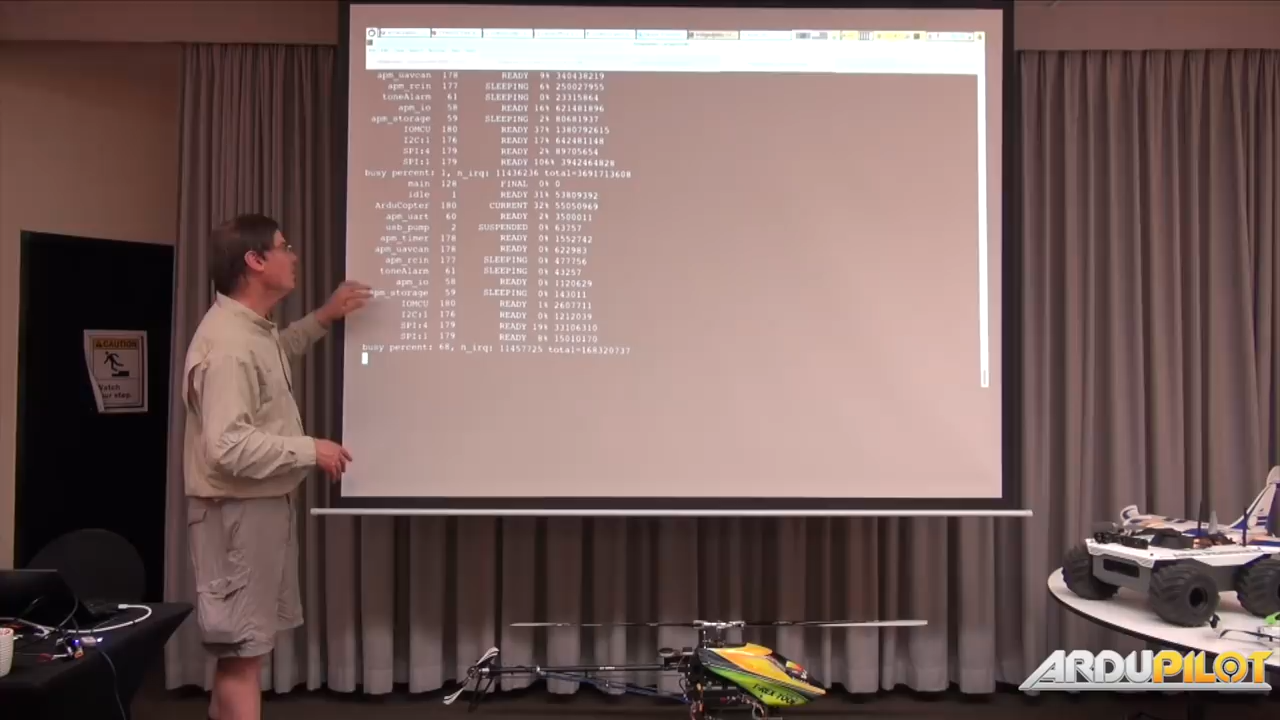 apm_uavcan 178 READY 9% 340438219
apm_rcin 177 SLEEPING 6% 250027955
toneAlarm 61 SLEEPING 0% 23315864
apm_io 58 READY 16% 621481896
apm_storage 59 SLEEPING 2% 80681937
IOMCU 180 READY 37% 1380792615
I2C:1 176 READY 17% 642481148
SPI:4 179 READY 2% 89705654
SPI:1 179 READY 106% 3942464828
busy percent: 1, n_irq: 11436236 total=3691713608
main 128 FINAL 0% 0
idle 1 READY 31% 53809392
ArduCopter 180 CURRENT 32% 55050969
apm_uart 60 READY 2% 3500011
usb_pump 2 SUSPENDED 0% 63757
apm_timer 178 READY 0% 1552742
apm_uavcan 178 READY 0% 622983
apm_rcin 177 SLEEPING 0% 477756
toneAlarm 61 SLEEPING 0% 43257
apm_io 58 READY 0% 1120629
apm_storage 59 SLEEPING 0% 143011
IOMCU 180 READY 1% 2607711
I2C:1 176 READY 0% 1212039
SPI:4 179 READY 19% 33106310
SPI:1 179 READY 8% 15010170
busy percent: 68, n_irq: 11457725 total=168320737
CAUTION
Watch
your step.
T-REX 700
ARDUPILOT